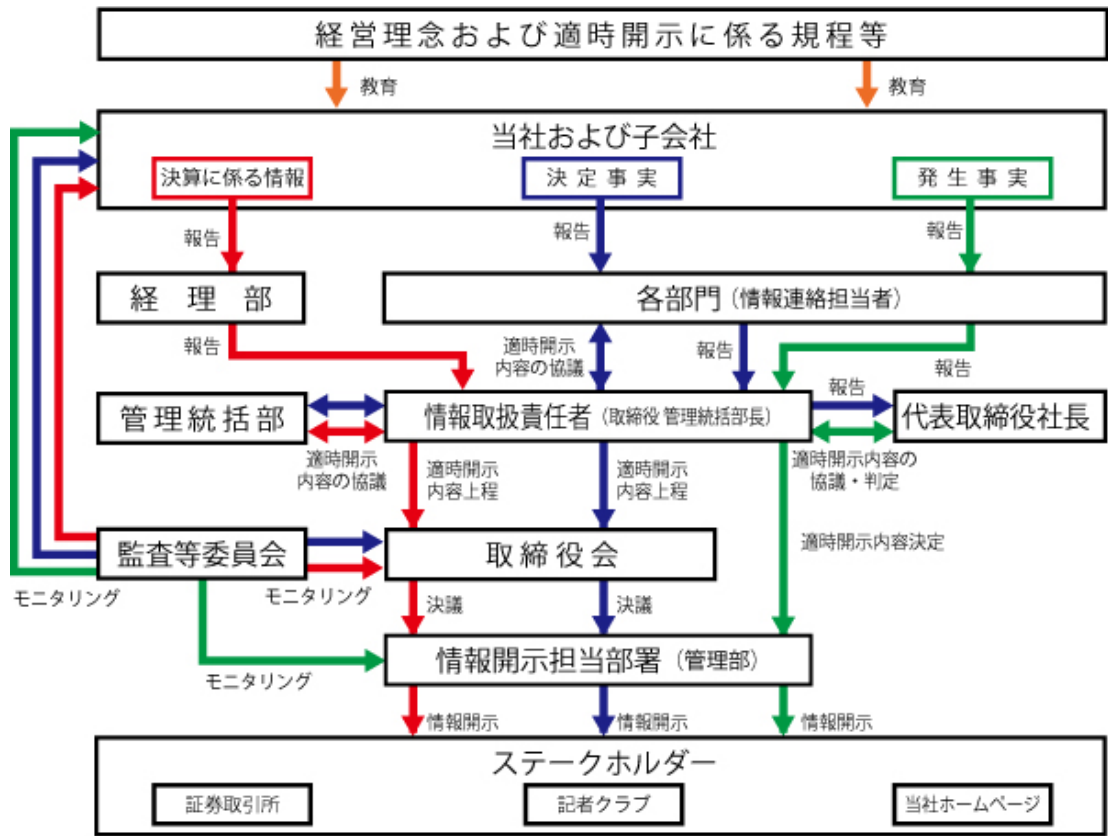 経営理念および適時開示に係る規程等
教育
教育
当社および子会社
決算に係る情報
決定事実
発生事実
報告
報告
報告
経理部
各部門（情報連絡担当者）
報告
適時開示
内容の協議
報告
報告
管理統括部
情報取扱責任者（取締役 管理統括部長）
報告
代表取締役社長
適時開示
内容の協議
適時開示
内容上程
適時開示
内容上程
適時開示内容の
協議・判定
監査等委員会
取締役会
適時開示内容決定
モニタリング
モニタリング
決議
決議
情報開示担当部署（管理部）
モニタリング
情報開示
情報開示
情報開示
ステークホルダー
証券取引所
記者クラブ
当社ホームページ